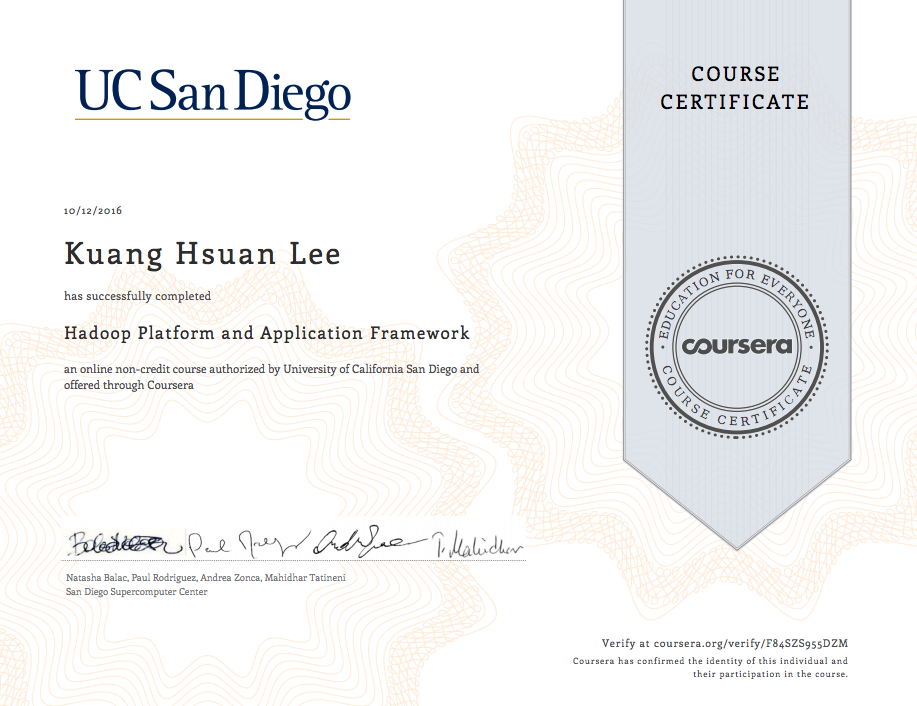 UC San Diego
COURSE
CERTIFICATE
10/12/2016
Kuang Hsuan Lee
has successfully completed
Hadoop Platform and Application Framework
an online non-credit course authorized by University of California San Diego and
offered through Coursera
EDUCATION FOR EVERYONE
coursera
COURSE CERTIFICATE
Paul T. Mahidhar
Natasha Balac, Paul Rodriguez, Andrea Zonca, Mahidhar Tatineni
San Diego Supercomputer Center
Verify at coursera.org/verify/F84SZS955DZM
Coursera has confirmed the identity of this individual and
their participation in the course.